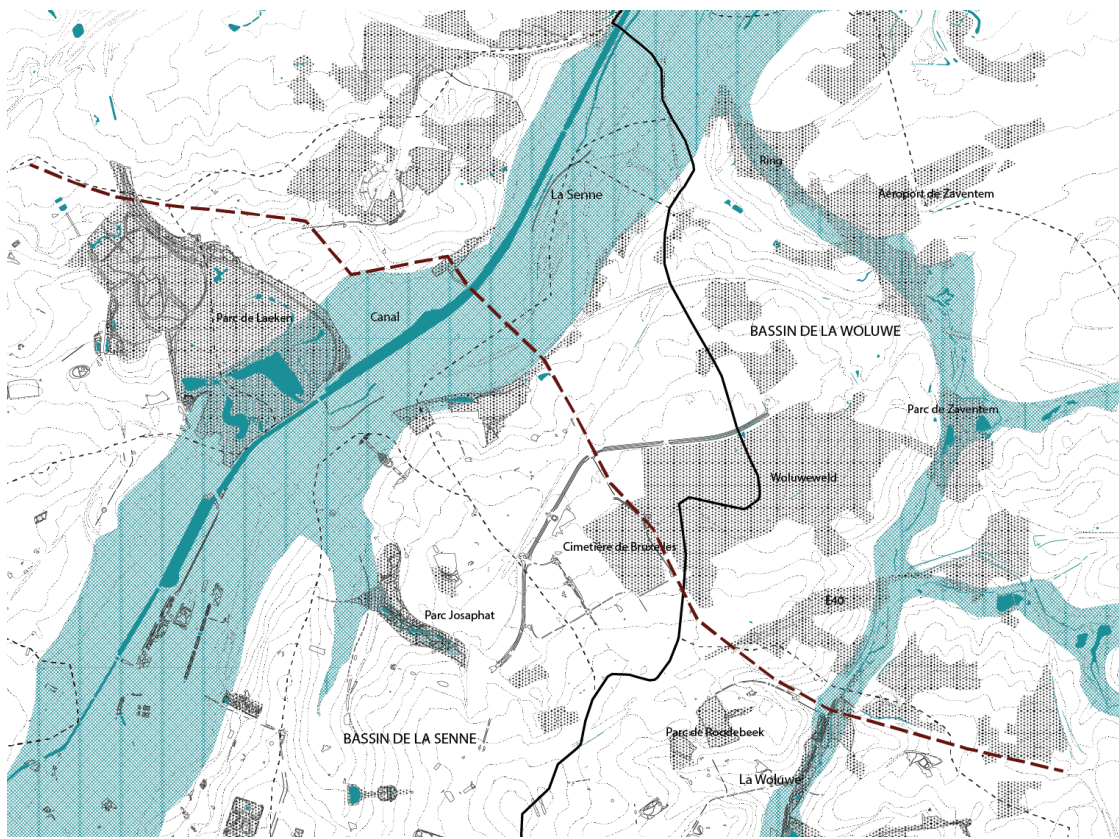 Ring
La Senne
Aéroport de Zaventem
Parc de Laeken
Canal
BASSIN DE LA WOLUWE
Parc de Zaventem
Woluweveld
Cimetière de Bruxelles
E40
Parc Josaphat
Parc de Roodebeek
BASSIN DE LA SENNE
La Woluwe